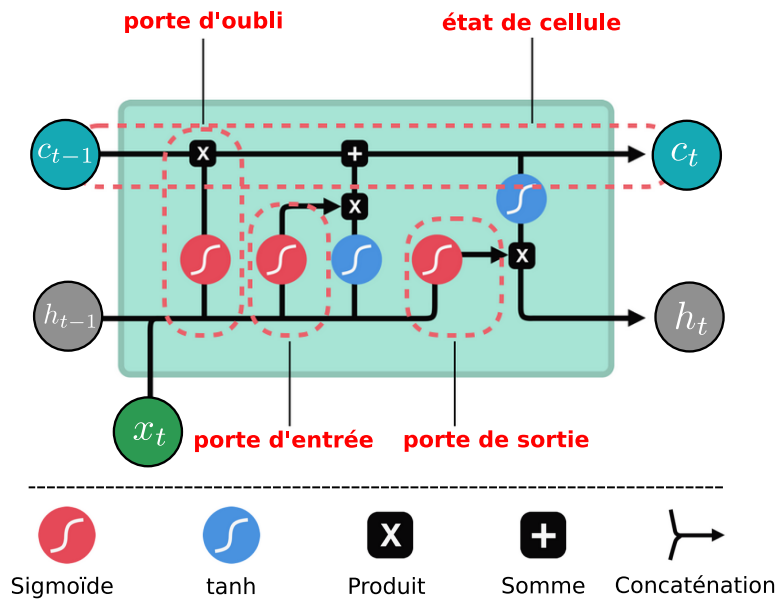 porte d'oubli
état de cellule
c_{t-1}
X
+
c_t
X
X
h_{t-1}
h_t
x_t
porte d'entrée
porte de sortie
X
+
Sigmoïde
tanh
Produit
Somme
Concaténation